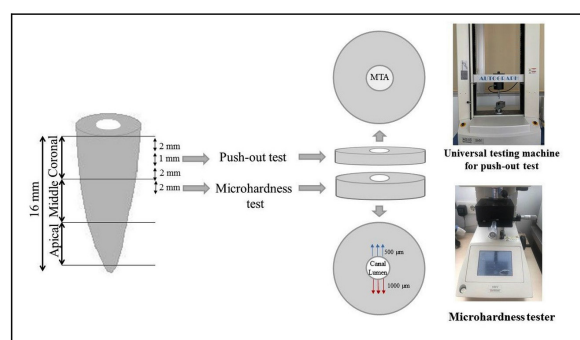 16 mm
Coronal
Middle
Apical
2 mm
1 mm
2 mm
2 mm
Push-out test
Microhardness
test
MTA
500 µm
Canal
Lumen
1000 µm
AUTOGRAPH
Universal testing machine
for push-out test
Microhardness tester